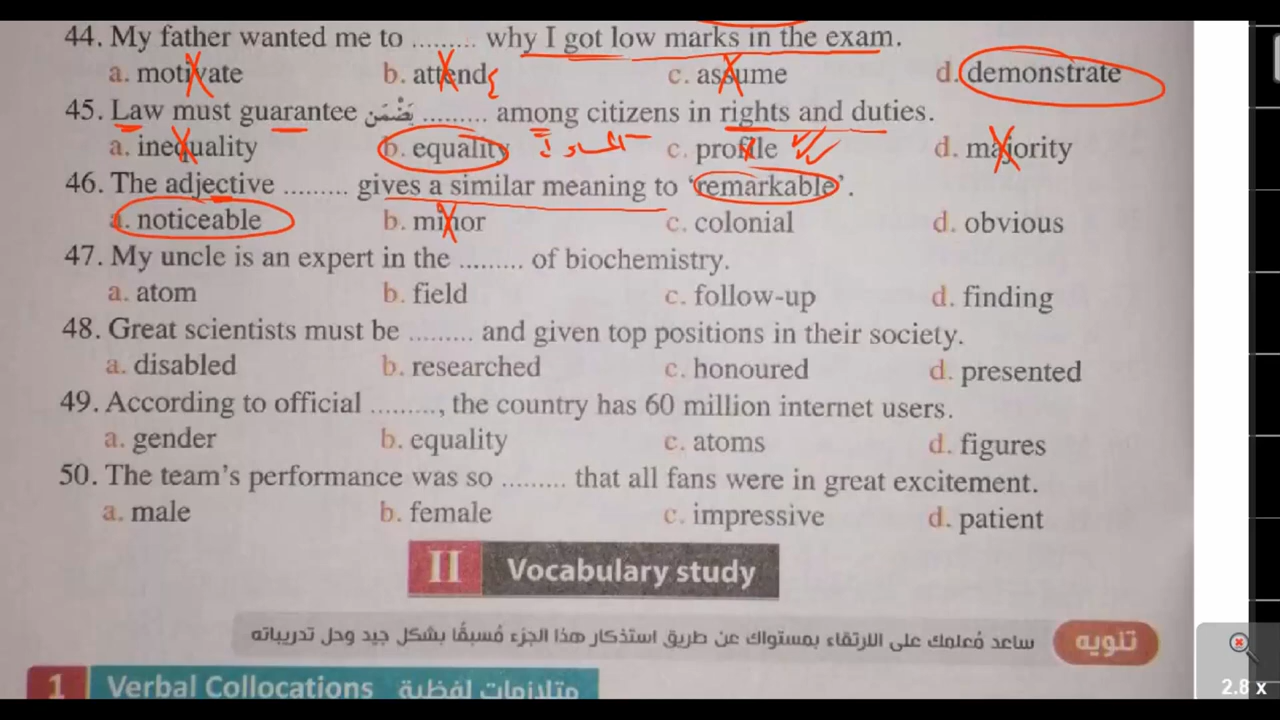 44. My father wanted me to ......... why I got low marks in the exam.
a. motivate b. attend c. assume d. demonstrate
45. Law must guarantee يَضْمَن ......... among citizens in rights and duties.
a. inequality b. equality c. profile d. majority
46. The adjective ......... gives a similar meaning to ‘remarkable’.
a. noticeable b. minor c. colonial d. obvious
47. My uncle is an expert in the ......... of biochemistry.
a. atom b. field c. follow-up d. finding
48. Great scientists must be ......... and given top positions in their society.
a. disabled b. researched c. honoured d. presented
49. According to official ........., the country has 60 million internet users.
a. gender b. equality c. atoms d. figures
50. The team’s performance was so ......... that all fans were in great excitement.
a. male b. female c. impressive d. patient
II Vocabulary study
تنويه ساعد مُعلمك على الارتقاء بمستواك عن طريق استذكار هذا الجزء مُسبقًا بشكل جيد وحل تدريباته
1 Verbal Collocations متلازمات لفظية
2.8 x